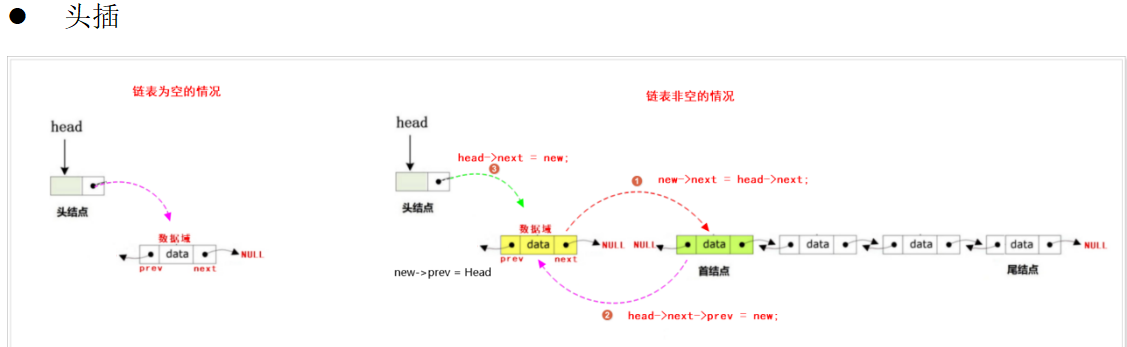 ● 头插
链表为空的情况
head
头结点
数据域
data
NULL
prev
next
链表非空的情况
head
head->next = new;
3
头结点
1
new->next = head->next;
数据域
data
NULL
prev
next
new->prev = Head
NULL
data
首结点
data
data
data
NULL
尾结点
2
head->next->prev = new;